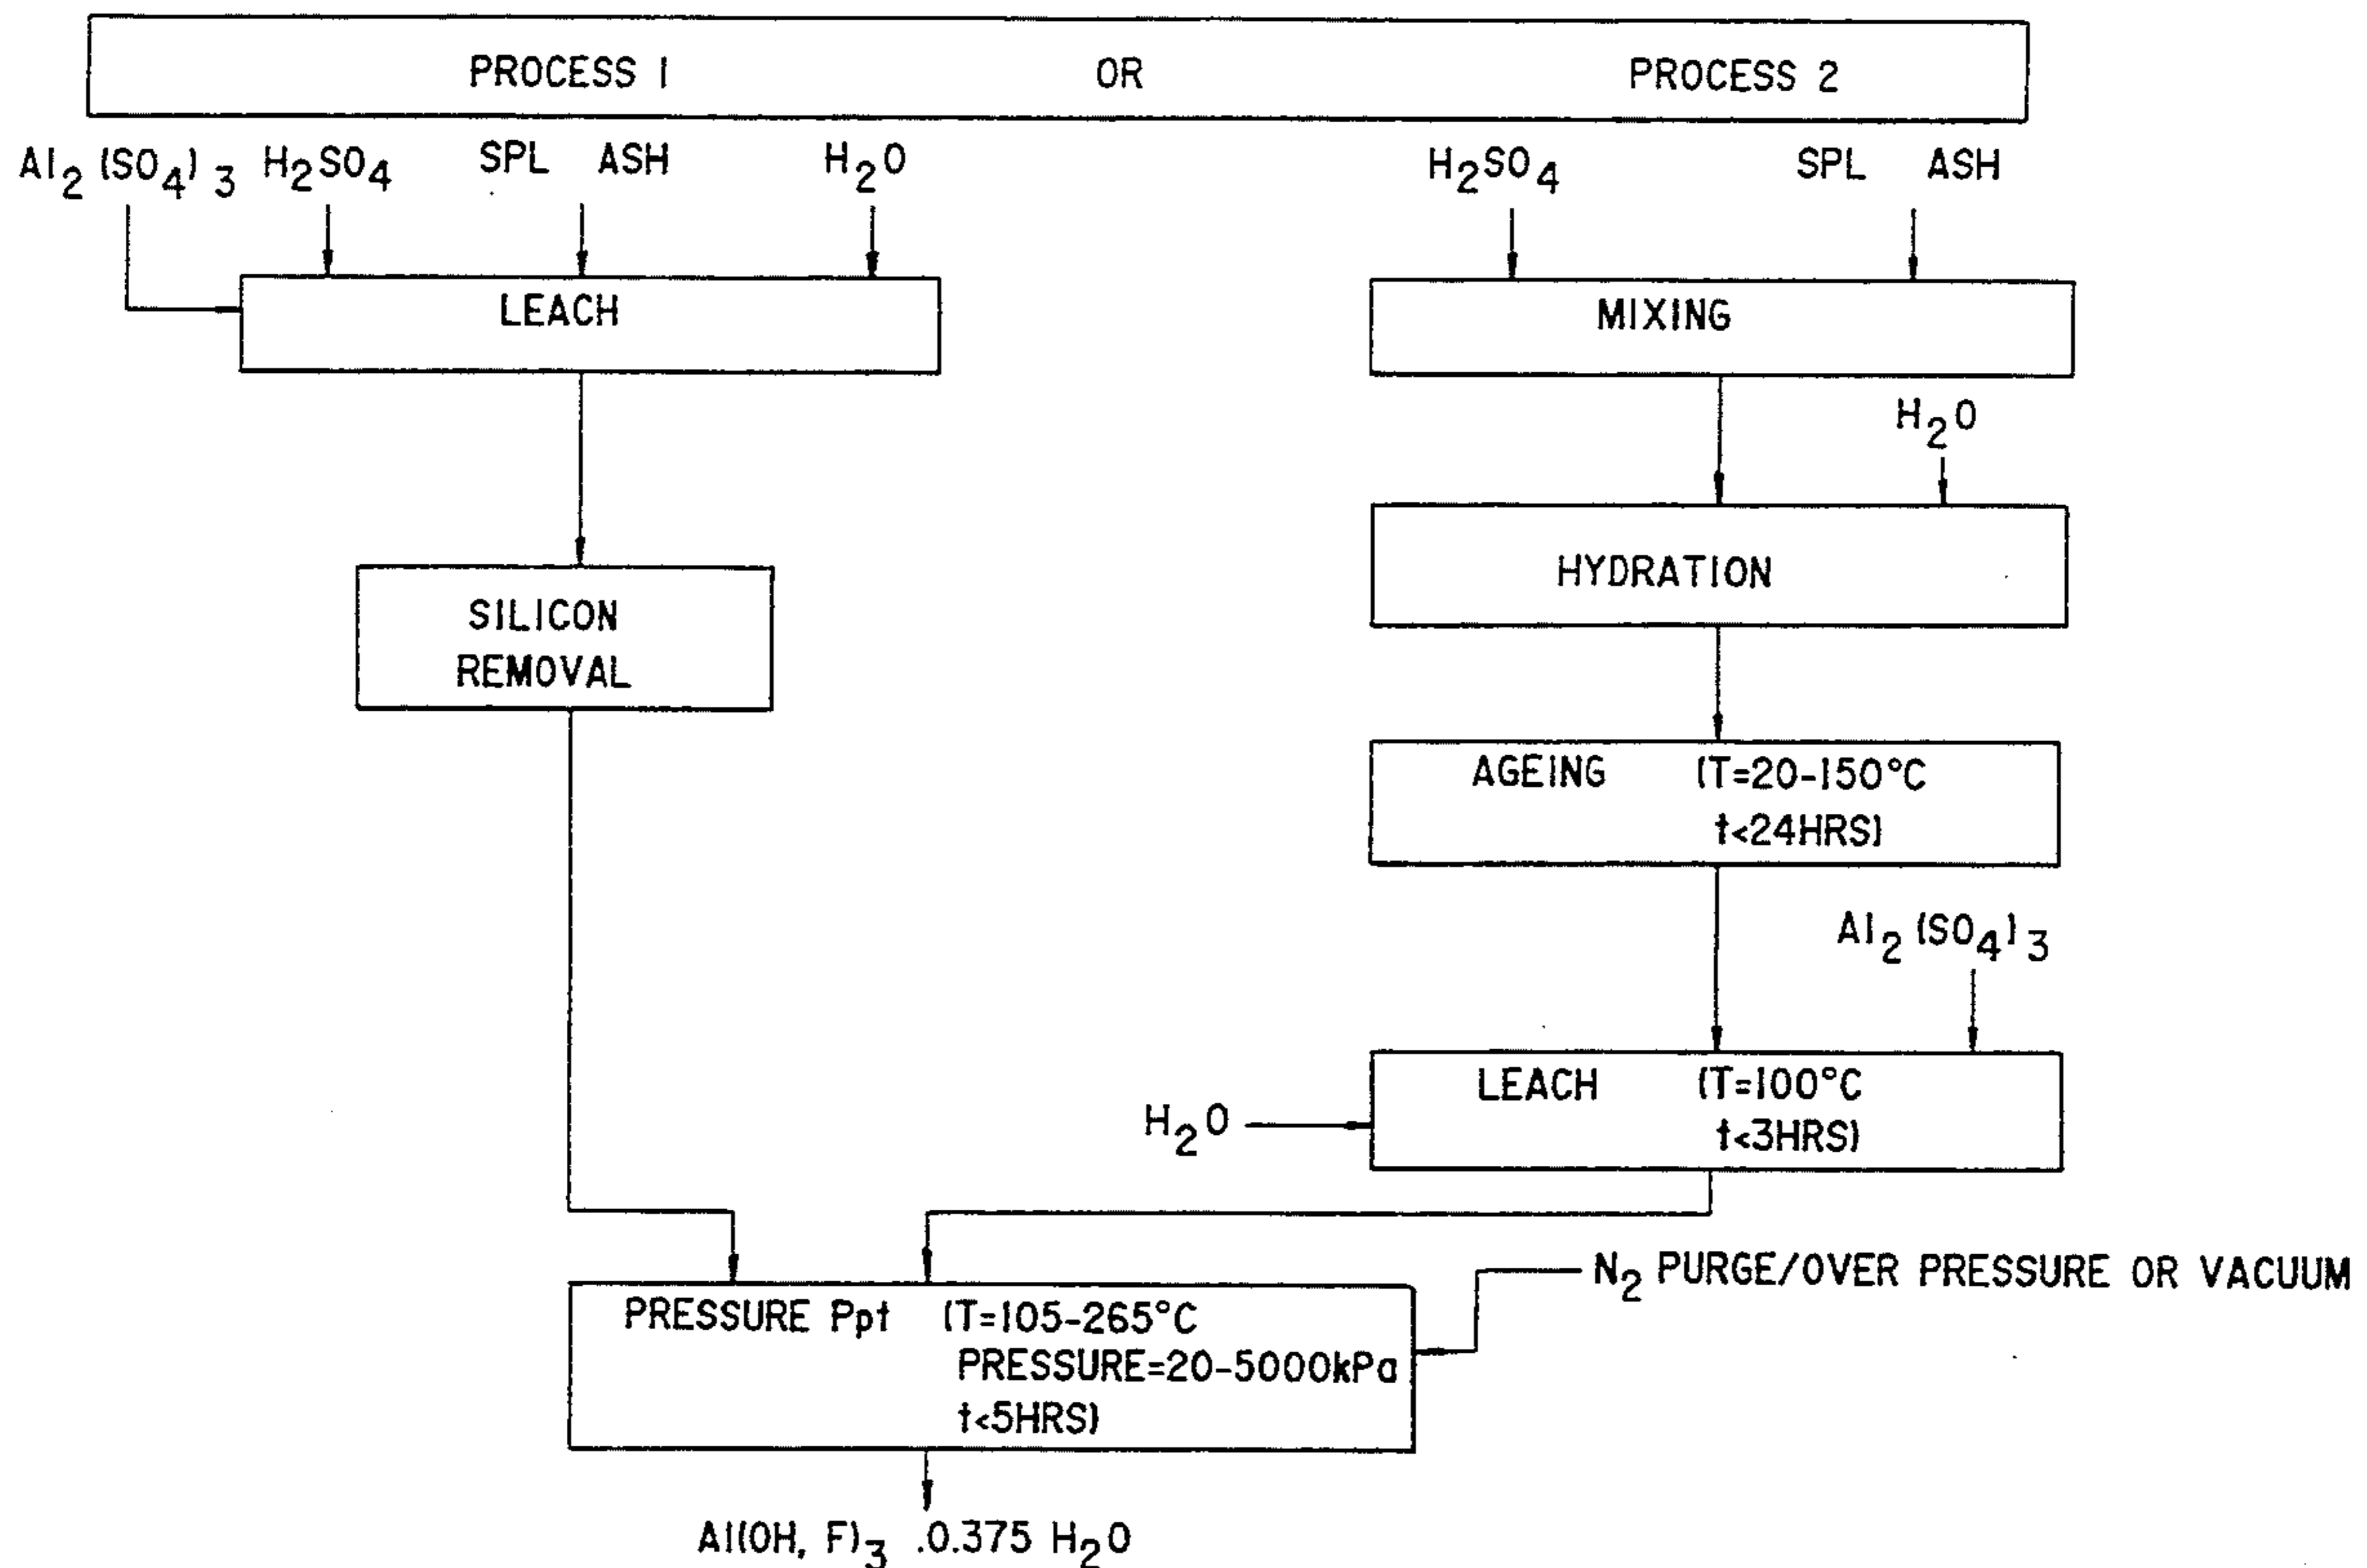 PROCESS 1 OR PROCESS 2
Al2 (SO4)3 H2SO4 SPL ASH H2O
H2SO4 SPL ASH
LEACH
MIXING
H2O
SILICON
REMOVAL
HYDRATION
AGEING (T=20-150°C
t<24HRS)
Al2 (SO4)3
LEACH (T=100°C
t<3HRS)
H2O
N2 PURGE/OVER PRESSURE OR VACUUM
PRESSURE Ppt (T=105-265°C
PRESSURE=20-5000kPa
t<5HRS)
Al(OH, F)3 .0.375 H2O